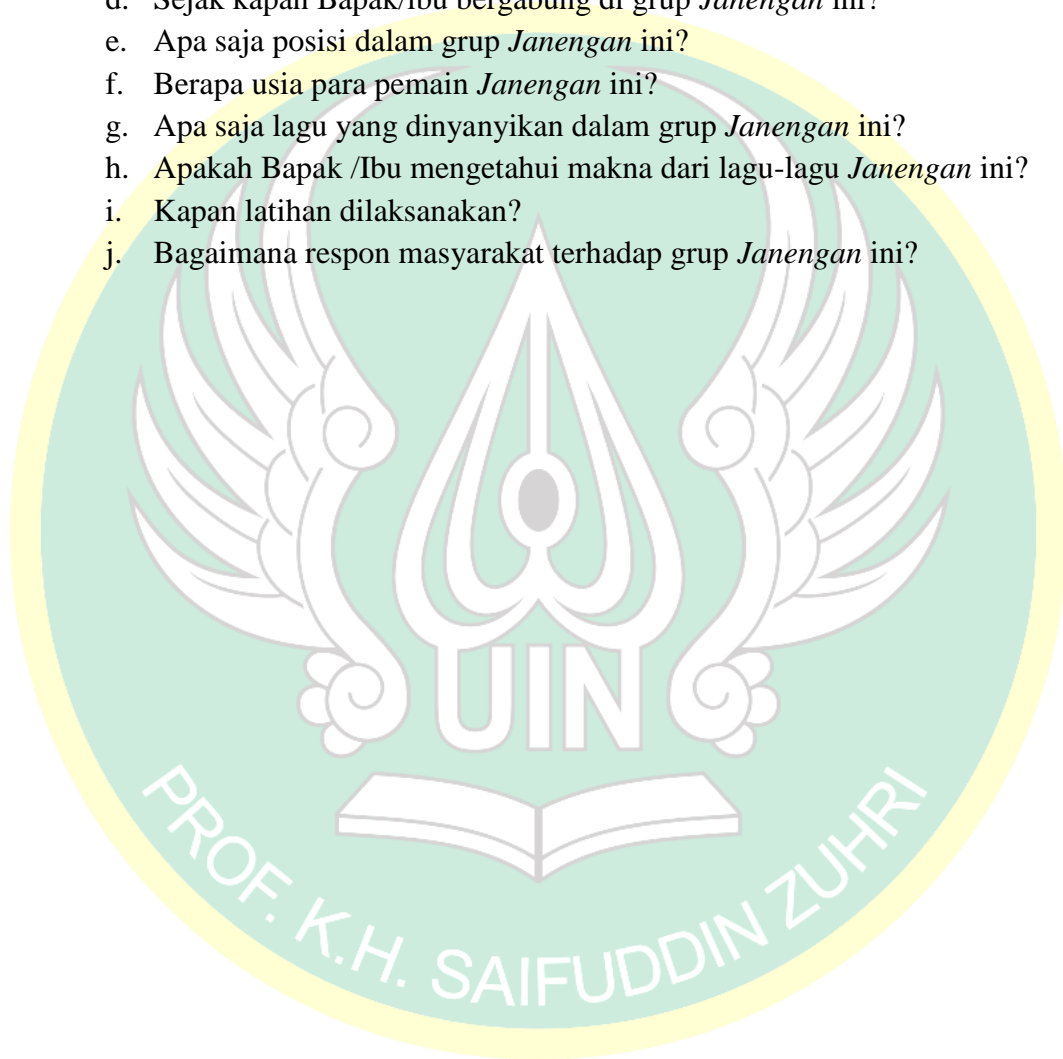 d. Sejak kapan Bapak/Ibu bergabung di grup Janengan ini?
e. Apa saja posisi dalam grup Janengan ini?
f. Berapa usia para pemain Janengan ini?
g. Apa saja lagu yang dinyanyikan dalam grup Janengan ini?
h. Apakah Bapak /Ibu mengetahui makna dari lagu-lagu Janengan ini?
i. Kapan latihan dilaksanakan?
j. Bagaimana respon masyarakat terhadap grup Janengan ini?
UIN
PROF. K.H. SAIFUDDIN ZUHRI